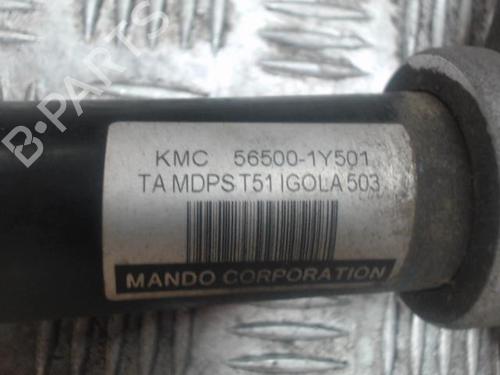 B-PARTS
KMC 56500-1Y501
TA MDPS T51 IGOLA 503
MANDO CORPORATION